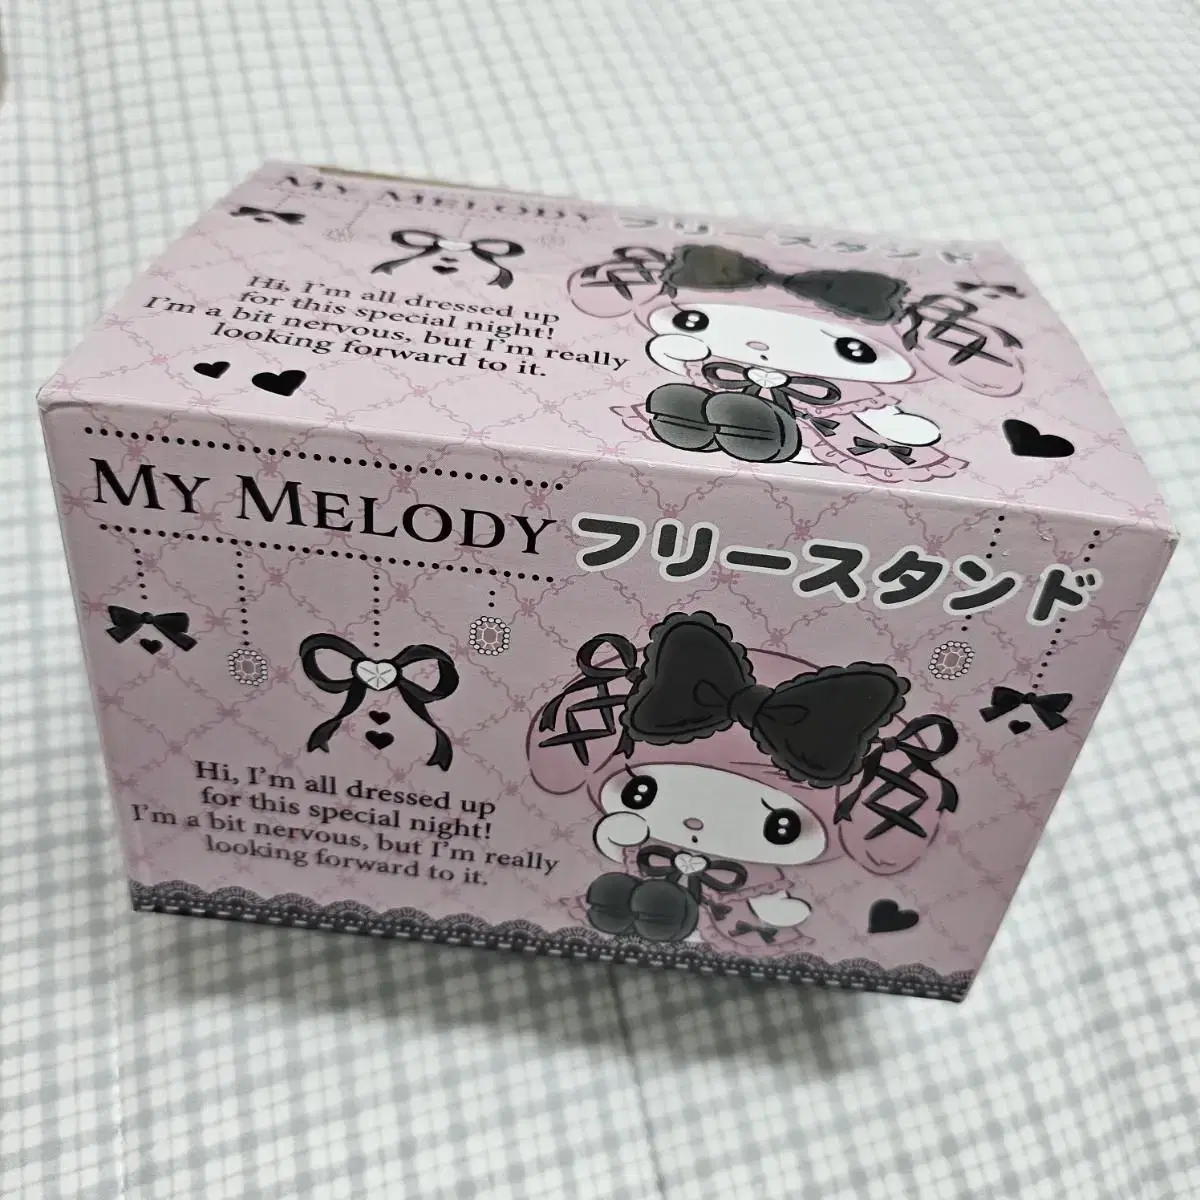 MY MELODY フリースタンド
Hi, I'm all dressed up
for this special night!
I'm a bit nervous, but I'm really
looking forward to it.
MY MELODY フリースタンド
Hi, I'm all dressed up
for this special night!
I'm a bit nervous, but I'm really
looking forward to it.